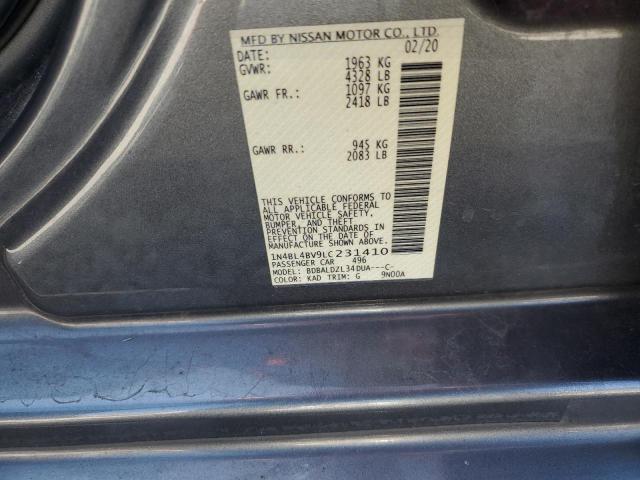 MFD BY NISSAN MOTOR CO., LTD.
DATE: 02/20
GVWR: 1963 KG
4328 LB
GAWR FR.: 1097 KG
2418 LB
GAWR RR.: 945 KG
2083 LB
THIS VEHICLE CONFORMS TO
ALL APPLICABLE FEDERAL
MOTOR VEHICLE SAFETY,
BUMPER, AND THEFT
PREVENTION STANDARDS IN
EFFECT ON THE DATE OF
MANUFACTURE SHOWN ABOVE.
1N4BL4BV9LC231410
PASSENGER CAR 496
MODEL: BDBALDZL34DUA---C-
COLOR: KAD TRIM: G 9N00A